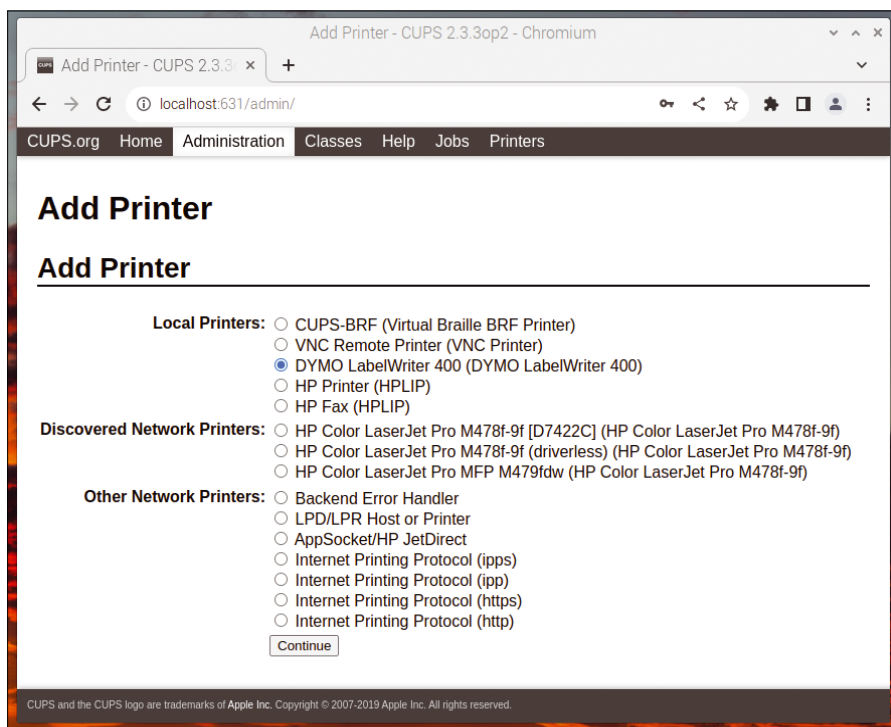 Add Printer - CUPS 2.3.3op2 - Chromium
CUPS Add Printer - CUPS 2.3.3
localhost:631/admin/
CUPS.org Home Administration Classes Help Jobs Printers
Add Printer
Add Printer
Local Printers: CUPS-BRF (Virtual Braille BRF Printer)
VNC Remote Printer (VNC Printer)
DYMO LabelWriter 400 (DYMO LabelWriter 400)
HP Printer (HPLIP)
HP Fax (HPLIP)
Discovered Network Printers: HP Color LaserJet Pro M478f-9f [D7422C] (HP Color LaserJet Pro M478f-9f)
HP Color LaserJet Pro M478f-9f (driverless) (HP Color LaserJet Pro M478f-9f)
HP Color LaserJet Pro MFP M479fdw (HP Color LaserJet Pro M478f-9f)
Other Network Printers: Backend Error Handler
LPD/LPR Host or Printer
AppSocket/HP JetDirect
Internet Printing Protocol (ipps)
Internet Printing Protocol (ipp)
Internet Printing Protocol (https)
Internet Printing Protocol (http)
Continue
CUPS and the CUPS logo are trademarks of Apple Inc. Copyright © 2007-2019 Apple Inc. All rights reserved.